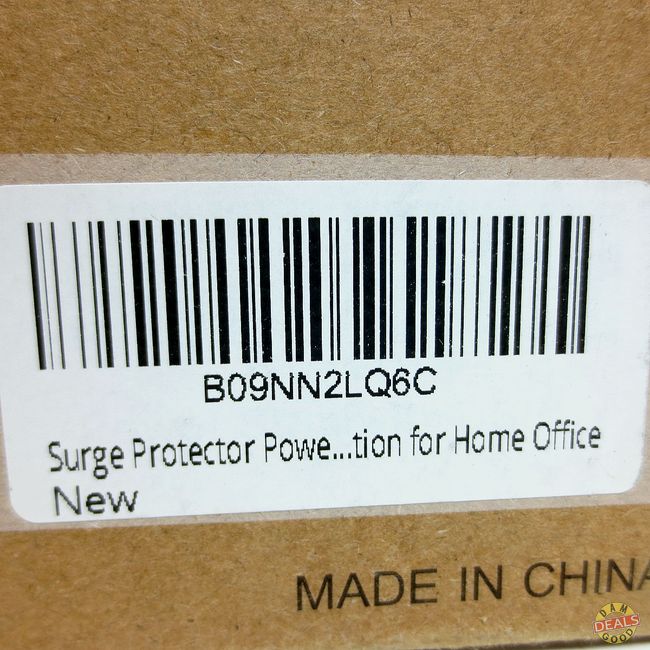 B09NN2LQ6C
Surge Protector Powe...tion for Home Office
New
MADE IN CHINA
DAM
DEALS
GOOD